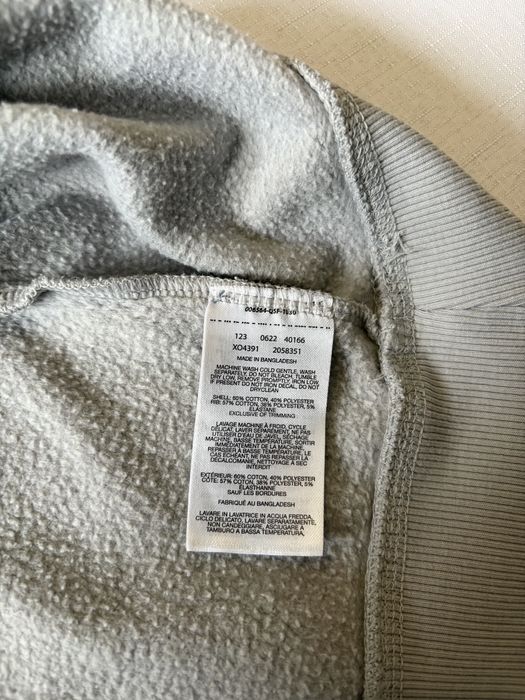 123 0622 40166
XO4391 2058351
MADE IN BANGLADESH
MACHINE WASH COLD GENTLE, WASH
SEPARATELY, DO NOT BLEACH, TUMBLE
DRY LOW, REMOVE PROMPTLY, IRON LOW
IF PRESENT DO NOT IRON DECAL, DO NOT
DRYCLEAN
SHELL: 60% COTTON, 40% POLYESTER
RIB: 57% COTTON, 38% POLYESTER, 5%
ELASTANE
EXCLUSIVE OF TRIMMING
LAVAGE MACHINE À FROID, CYCLE
DÉLICAT, LAVER SÉPARÉMENT, NE PAS
UTILISER D'EAU DE JAVEL, SÉCHAGE
MACHINE, BASSE TEMPÉRATURE, SORTIR
IMMÉDIATEMENT DE LA MACHINE,
REPASSER À BASSE TEMPÉRATURE, LE
CAS ÉCHÉANT, NE PAS REPASSER LA
DÉCALCOMANIE, NETTOYAGE À SEC
INTERDIT
EXTÉRIEUR: 60% COTON, 40% POLYESTER
CÔTE: 57% COTON, 38% POLYESTER, 5%
ÉLASTHANNE
SAUF LES BORDURES
FABRIQUÉ AU BANGLADESH
LAVARE IN LAVATRICE IN ACQUA FREDDA,
CICLO DELICATO, LAVARE SEPARATAMENTE,
NON CANDEGGIARE, ASCIUGARE A
TAMBURO A BASSA TEMPERATURA,